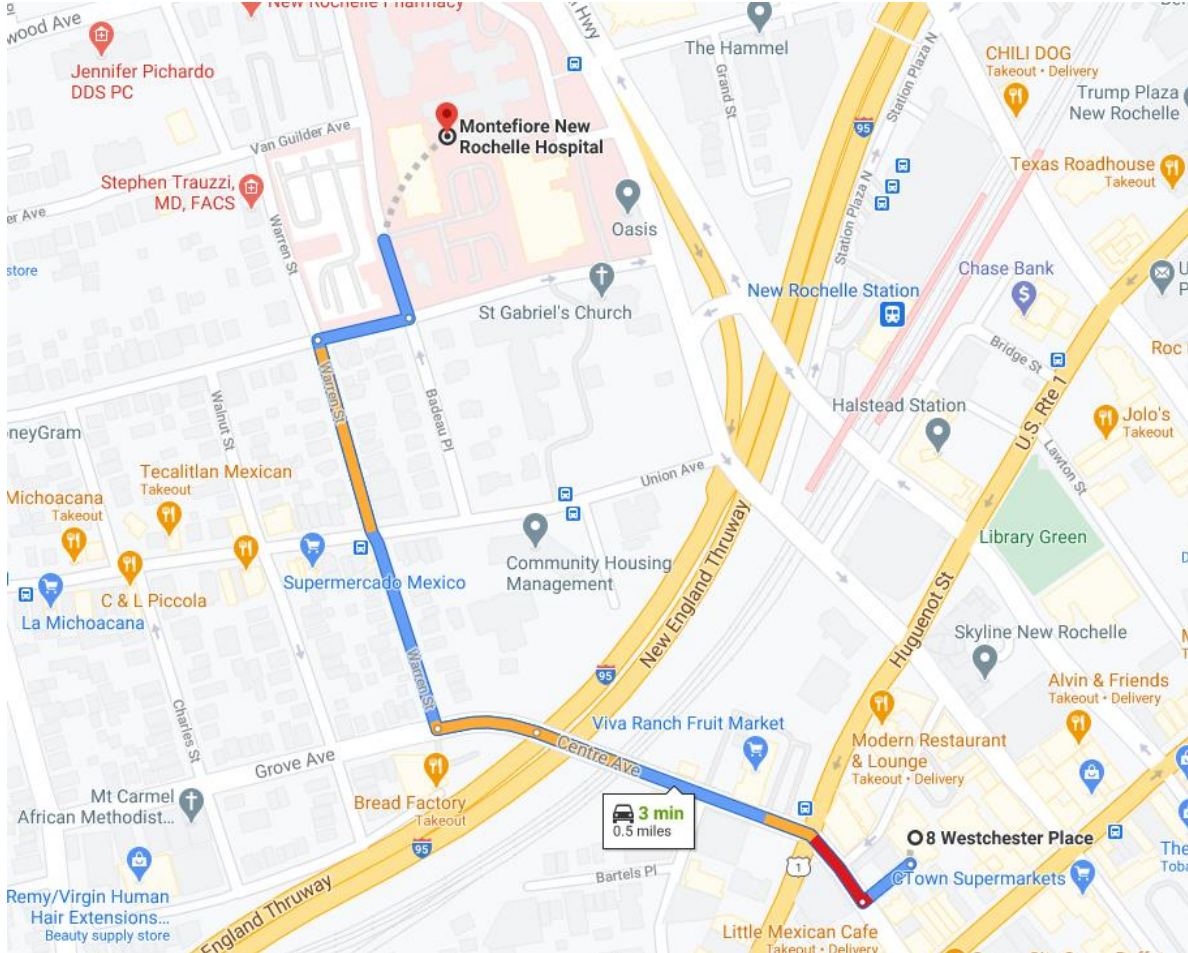 New Rochelle Pharmacy
wood Ave
Hwy
The Hammel
CHILI DOG
Takeout • Delivery
Jennifer Pichardo
DDS PC
Grand St
Station Plaza N
Trump Plaza
New Rochelle
95
Montefiore New
Rochelle Hospital
Van Guilder Ave
Texas Roadhouse
Takeout
Stephen Trauzzi,
MD, FACS
er Ave
Warren St
Oasis
Station Plaza N
store
Chase Bank
New Rochelle Station
St Gabriel's Church
Bridge St
Roc
Warren St
Badeau Pl
Walnut St
Halstead Station
U.S. Rte 1
Jolo's
Takeout
neyGram
Lawton St
Tecalitlan Mexican
Takeout
Union Ave
Michoacana
Takeout
New England Thruway
Library Green
Community Housing
Management
Supermercado Mexico
C & L Piccola
La Michoacana
Huguenot St
Skyline New Rochelle
Warren St
95
Alvin & Friends
Takeout • Delivery
Charles St
Viva Ranch Fruit Market
Centre Ave
Grove Ave
Modern Restaurant
& Lounge
Takeout • Delivery
Mt Carmel
African Methodist...
Bread Factory
Takeout
3 min
0.5 miles
95
8 Westchester Place
The
Toba
1
Bartels Pl
CTown Supermarkets
Remy/Virgin Human
Hair Extensions...
Beauty supply store
England Thruway
Little Mexican Cafe
Takeout • Delivery